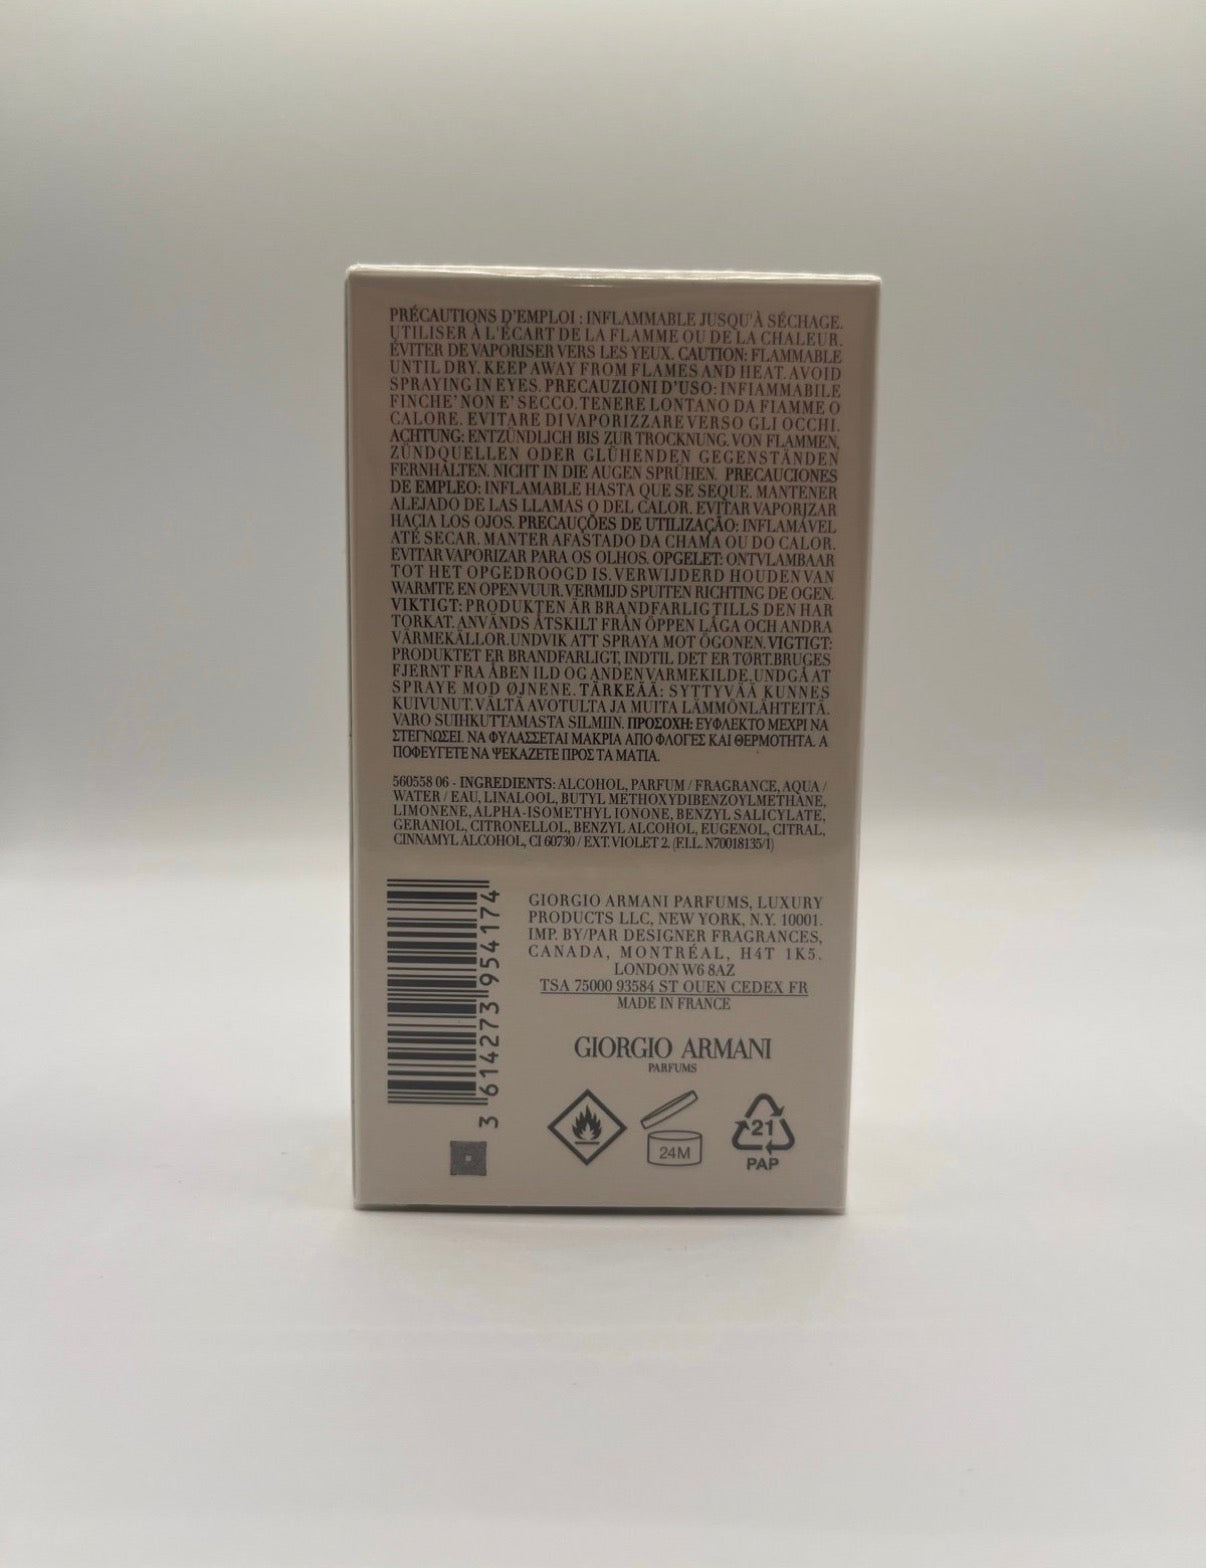 PRÉCAUTIONS D'EMPLOI : INFLAMMABLE JUSQU'À SÉCHAGE.
UTILISER À L'ÉCART DE LA FLAMME OU DE LA CHALEUR.
ÉVITER DE VAPORISER VERS LES YEUX. CAUTION: FLAMMABLE
UNTIL DRY. KEEP AWAY FROM FLAMES AND HEAT. AVOID
SPRAYING IN EYES. PRECAUZIONI D'USO: INFIAMMABILE
FINCHE' NON E' SECCO. TENERE LONTANO DA FIAMME O
CALORE. EVITARE DI VAPORIZZARE VERSO GLI OCCHI.
ACHTUNG: ENTZÜNDLICH BIS ZUR TROCKNUNG. VON FLAMMEN,
ZÜNDQUELLEN ODER GLÜHENDEN GEGENSTÄNDEN
FERNHALTEN. NICHT IN DIE AUGEN SPRÜHEN. PRECAUCIONES
DE EMPLEO: INFLAMABLE HASTA QUE SE SEQUE. MANTENER
ALEJADO DE LAS LLAMAS O DEL CALOR. EVITAR VAPORIZAR
HACIA LOS OJOS. PRECAUÇÕES DE UTILIZAÇÃO: INFLAMÁVEL
ATÉ SECAR. MANTER AFASTADO DA CHAMA OU DO CALOR.
EVITAR VAPORIZAR PARA OS OLHOS. OPGELET: ONTVLAMBAAR
TOT HET OPGEDROOGD IS. VERWIJDERD HOUDEN VAN
WARMTE EN OPEN VUUR. VERMIJD SPUITEN RICHTING DE OGEN.
VIKTIGT: PRODUKTEN ÄR BRANDFARLIG TILLS DEN HAR
TORKAT. ANVÄNDS ÅTSKILT FRÅN ÖPPEN LÅGA OCH ANDRA
VÄRMEKÄLLOR. UNDVIK ATT SPRAYA MOT ÖGONEN. VIGTIGT:
PRODUKTET ER BRANDFARLIGT, INDTIL DET ER TØRT. BRUGES
FJERNT FRA ÅBEN ILD OG ANDEN VARMEKILDE. UNDGÅ AT
SPRAYE MOD ØJNENE. TÄRKEÄÄ: SYTTYVÄÄ KUNNES
KUIVUNUT. VÄLTÄ AVOTULTA JA MUITA LÄMMÖNLÄHTEITÄ.
VARO SUIHKUTTAMASTA SILMIIN. ΠΡΟΣΟΧΗ: ΕΥΦΛΕΚΤΟ ΜΕΧΡΙ ΝΑ
ΣΤΕΓΝΩΣΕΙ. ΝΑ ΦΥΛΑΣΣΕΤΑΙ ΜΑΚΡΙΑ ΑΠΟ ΦΛΟΓΕΣ ΚΑΙ ΘΕΡΜΟΤΗΤΑ. Α
ΠΟΦΕΥΓΕΤΕ ΝΑ ΨΕΚΑΖΕΤΕ ΠΡΟΣ ΤΑ ΜΑΤΙΑ.
560558 06 - INGREDIENTS: ALCOHOL, PARFUM / FRAGRANCE, AQUA /
WATER / EAU, LINALOOL, BUTYL METHOXYDIBENZOYLMETHANE,
LIMONENE, ALPHA-ISOMETHYL IONONE, BENZYL SALICYLATE,
GERANIOL, CITRONELLOL, BENZYL ALCOHOL, EUGENOL, CITRAL,
CINNAMYL ALCOHOL, CI 60730 / EXT. VIOLET 2. (F.I.L. N70018135/1)
3 614273 954174
GIORGIO ARMANI PARFUMS, LUXURY
PRODUCTS LLC, NEW YORK, N.Y. 10001.
IMP. BY/PAR DESIGNER FRAGRANCES,
CANADA, MONTRÉAL, H4T 1K5.
LONDON W6 8AZ
TSA 75000 93584 ST OUEN CEDEX FR
MADE IN FRANCE
GIORGIO ARMANI
PARFUMS
24M
21
PAP